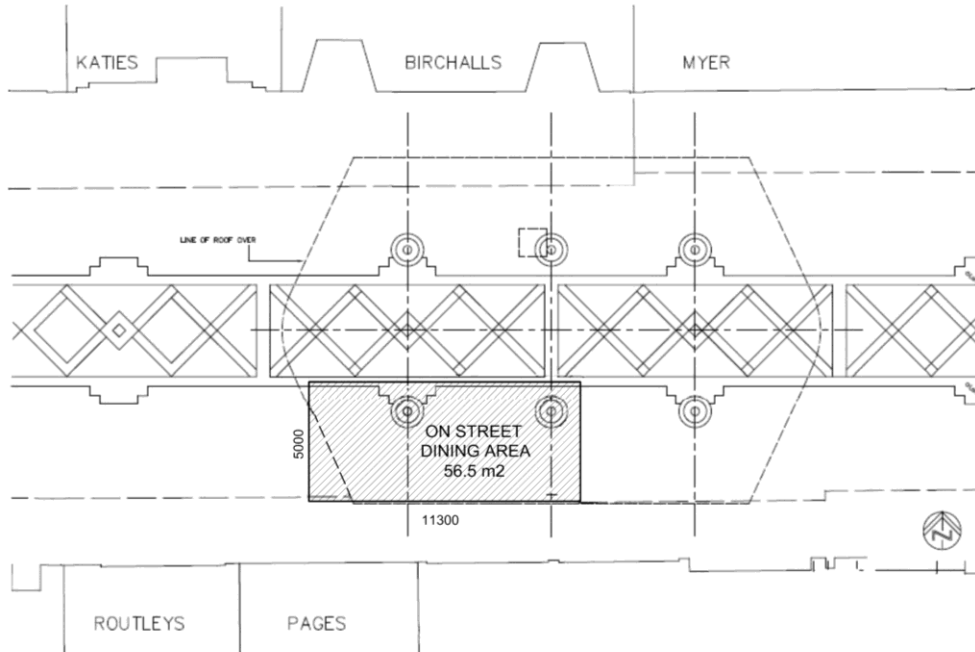 KATIES
BIRCHALLS
MYER
LINE OF ROOF OVER
ON STREET
DINING AREA
56.5 m2
5000
11300
N
ROUTLEYS
PAGES